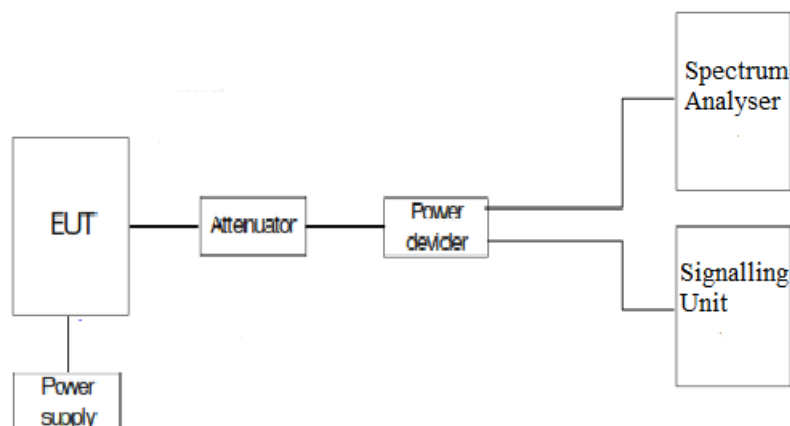 Spectrum
Analyser
EUT
Attenuator
Power
devider
Signalling
Unit
Power
supply